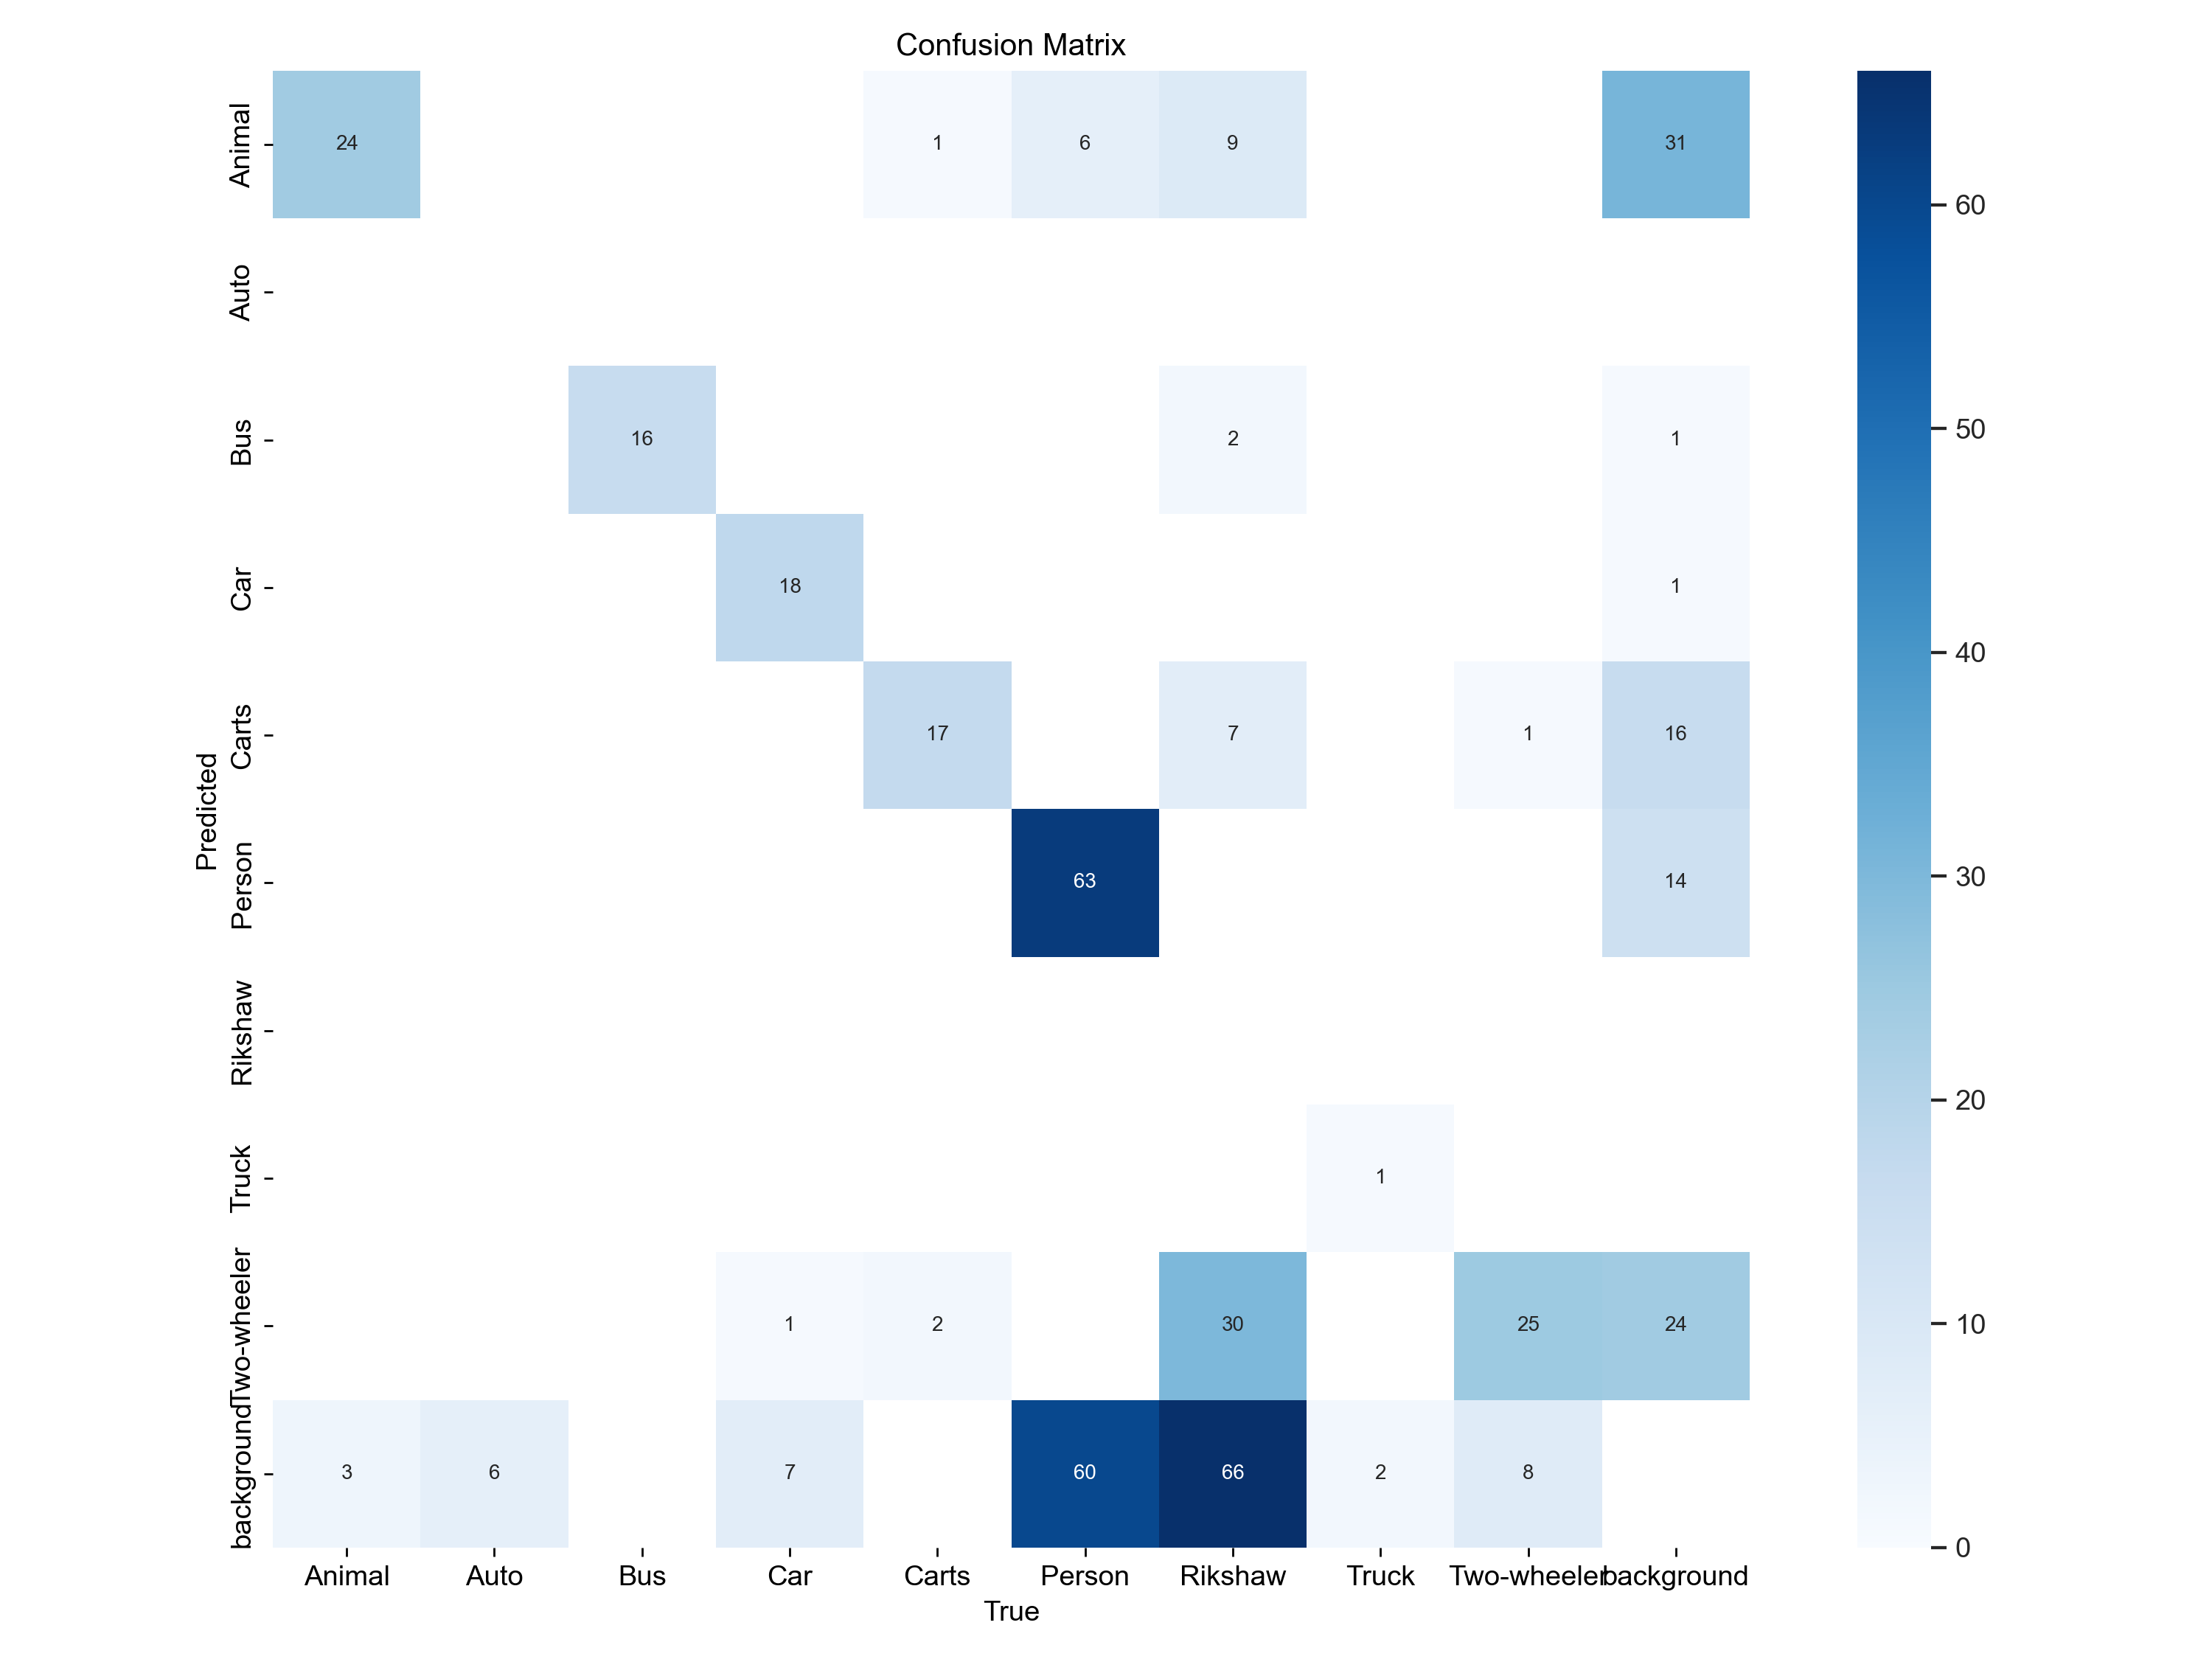 Confusion Matrix
Animal 24 1 6 9 31
Auto
Bus 16 2 1
Car 18 1
Carts 17 7 1 16
Person 63 14
Rikshaw
Truck 1
Two-wheeler 1 2 30 25 24
background 3 6 7 60 66 2 8
Predicted
Animal Auto Bus Car Carts Person Rikshaw Truck Two-wheeler background
True
60
50
40
30
20
10
0